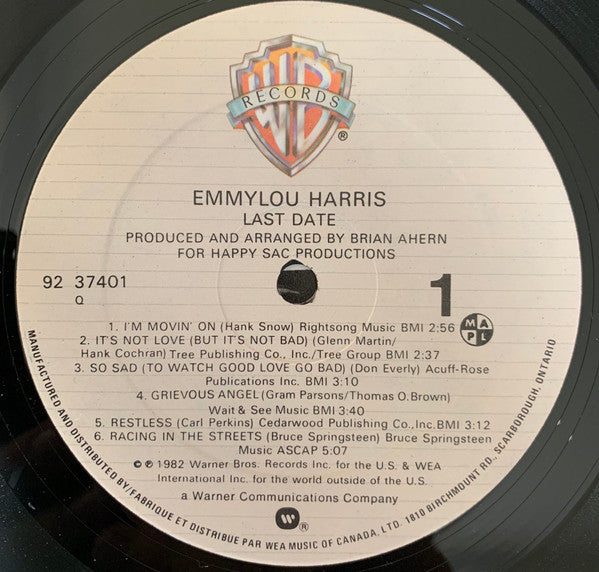 WB
RECORDS
®
EMMYLOU HARRIS
LAST DATE
PRODUCED AND ARRANGED BY BRIAN AHERN
FOR HAPPY SAC PRODUCTIONS
92 37401
Q
1
1. I'M MOVIN' ON (Hank Snow) Rightsong Music BMI 2:56
MAPL
2. IT'S NOT LOVE (BUT IT'S NOT BAD) (Glenn Martin/
Hank Cochran) Tree Publishing Co., Inc./Tree Group BMI 2:37
3. SO SAD (TO WATCH GOOD LOVE GO BAD) (Don Everly) Acuff-Rose
Publications Inc. BMI 3:10
4. GRIEVOUS ANGEL (Gram Parsons/Thomas O. Brown)
Wait & See Music BMI 3:40
5. RESTLESS (Carl Perkins) Cedarwood Publishing Co., Inc. BMI 3:12
6. RACING IN THE STREETS (Bruce Springsteen) Bruce Springsteen
Music ASCAP 5:07
© ℗ 1982 Warner Bros. Records Inc. for the U.S. & WEA
International Inc. for the world outside of the U.S.
a Warner Communications Company
W ®
MANUFACTURED AND DISTRIBUTED BY/FABRIQUE ET DISTRIBUE PAR WEA MUSIC OF CANADA, LTD. 1810 BIRCHMOUNT RD., SCARBOROUGH, ONTARIO